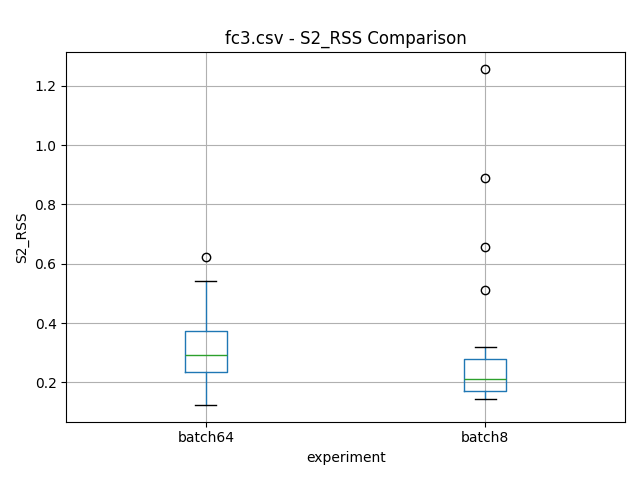 fc3.csv - S2_RSS Comparison
1.2
1.0
0.8
0.6
0.4
0.2
S2_RSS
batch64 batch8
experiment